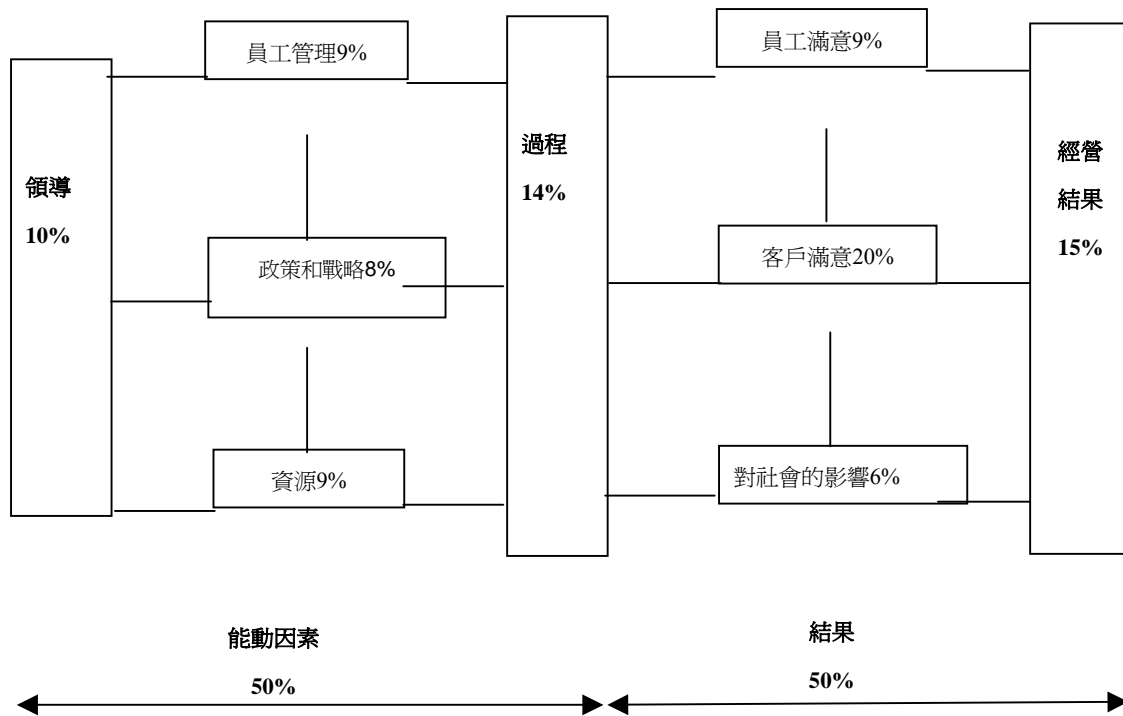 員工管理9%
員工滿意9%
領導
10%
過程
14%
經營
結果
15%
政策和戰略8%
客戶滿意20%
資源9%
對社會的影響6%
能動因素
50%
結果
50%